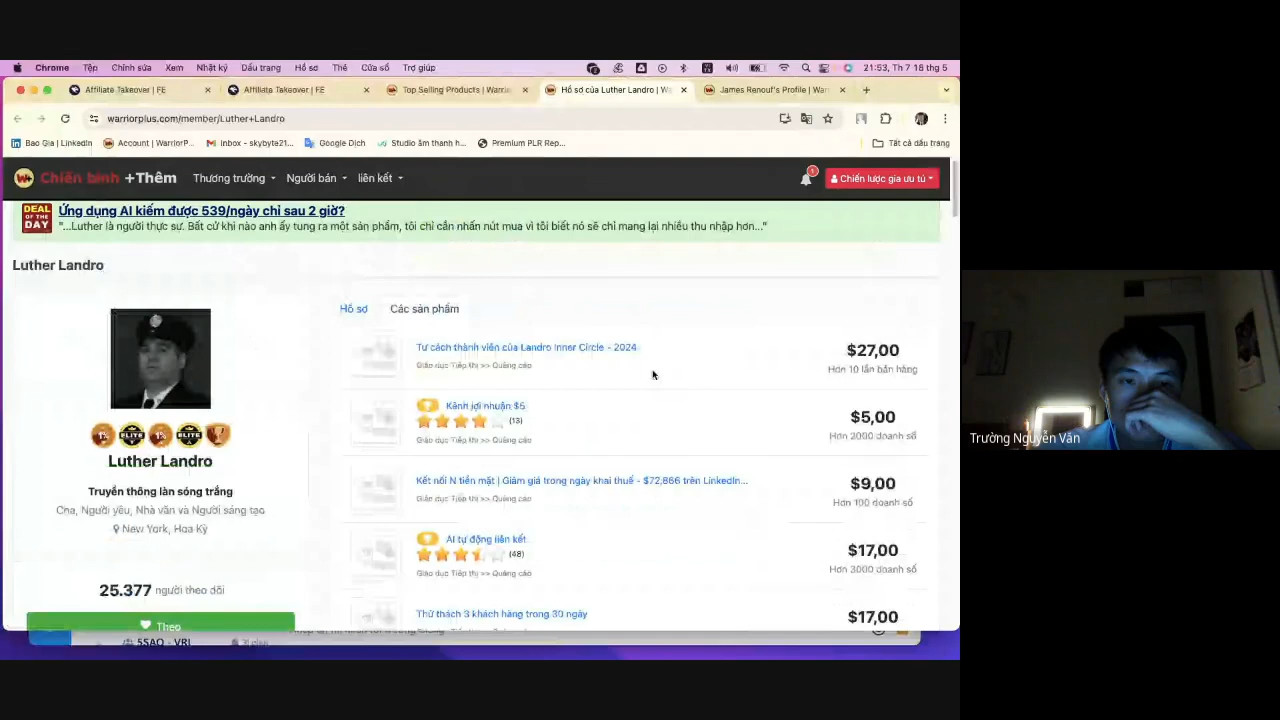 Chrome Tệp Chỉnh sửa Xem Nhật ký Dấu trang Hồ sơ Thẻ Cửa sổ Trợ giúp 21:53, Th 7 18 thg 5
Affiliate Takeover | FE
Affiliate Takeover | FE
Top Selling Products | Warrio
Hồ sơ của Luther Landro | Wa
James Renouf's Profile | Warr
warriorplus.com/member/Luther+Landro
Bao Gia | LinkedIn
Account | WarriorP...
Inbox - skybyte21...
Google Dịch
Studio âm thanh h...
Premium PLR Rep...
Tất cả dấu trang
W+ Chiến binh +Thêm Thương trường Người bán liên kết
1
Chiến lược gia ưu tú
DEAL OF THE DAY
Ứng dụng AI kiếm được 539/ngày chỉ sau 2 giờ?
"...Luther là người thực sự. Bất cứ khi nào anh ấy tung ra một sản phẩm, tôi chỉ cần nhấn nút mua vì tôi biết nó sẽ chỉ mang lại nhiều thu nhập hơn..."
Luther Landro
1% ELITE 1% ELITE
Luther Landro
Truyền thông làn sóng trắng
Cha, Người yêu, Nhà văn và Người sáng tạo
New York, Hoa Kỳ
25.377 người theo dõi
Theo
Hồ sơ Các sản phẩm
Tư cách thành viên của Landro Inner Circle - 2024
Giáo dục Tiếp thị >> Quảng cáo
$27,00
Hơn 10 lần bán hàng
Kênh lợi nhuận $5
(13)
Giáo dục Tiếp thị >> Quảng cáo
$5,00
Hơn 2000 doanh số
Kết nối N tiền mặt | Giảm giá trong ngày khai thuế - $72,866 trên LinkedIn...
Giáo dục Tiếp thị >> Quảng cáo
$9,00
Hơn 100 doanh số
AI tự động liên kết
(48)
Giáo dục Tiếp thị >> Quảng cáo
$17,00
Hơn 3000 doanh số
Thử thách 3 khách hàng trong 30 ngày
$17,00
Trường Nguyễn Văn